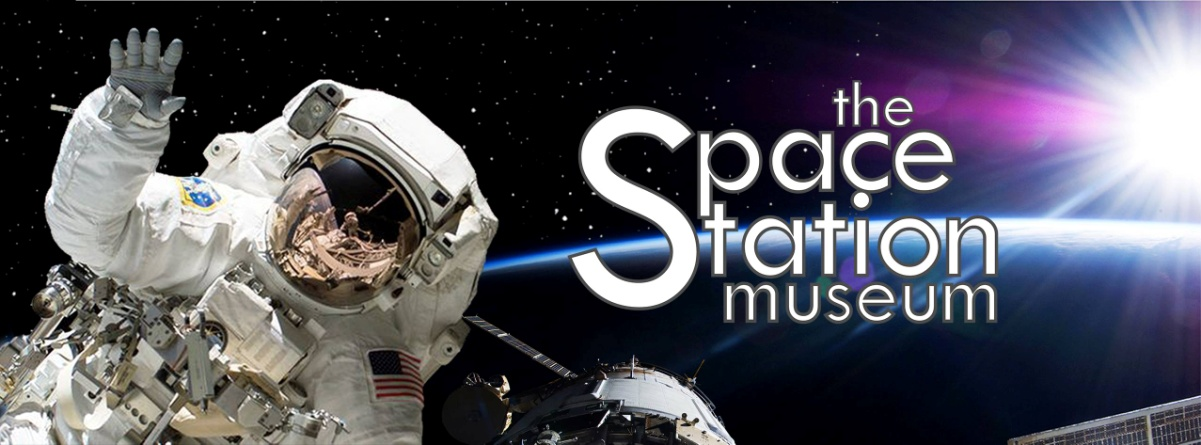 the
Space
Station
museum